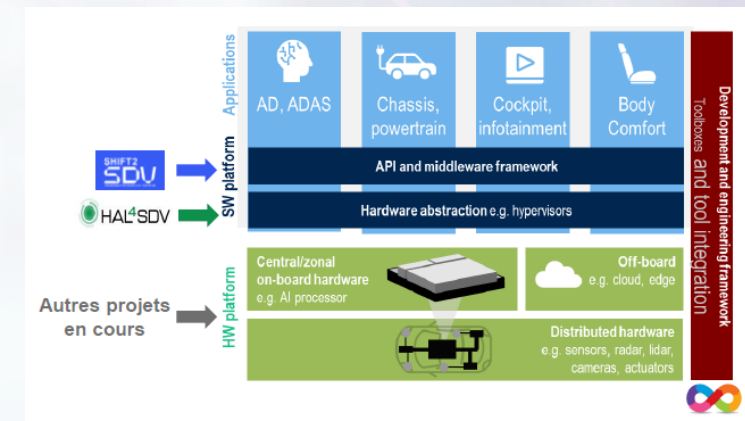 Applications
AD, ADAS
Chassis,
powertrain
Cockpit,
infotainment
Body
Comfort
SHIFT2
SDV
SW platform
API and middleware framework
HAL4SDV
Hardware abstraction e.g. hypervisors
Autres projets
en cours
HW platform
Central/zonal
on-board hardware
e.g. AI processor
Off-board
e.g. cloud, edge
Distributed hardware
e.g. sensors, radar, lidar,
cameras, actuators
Development and engineering framework
Toolboxes and tool integration